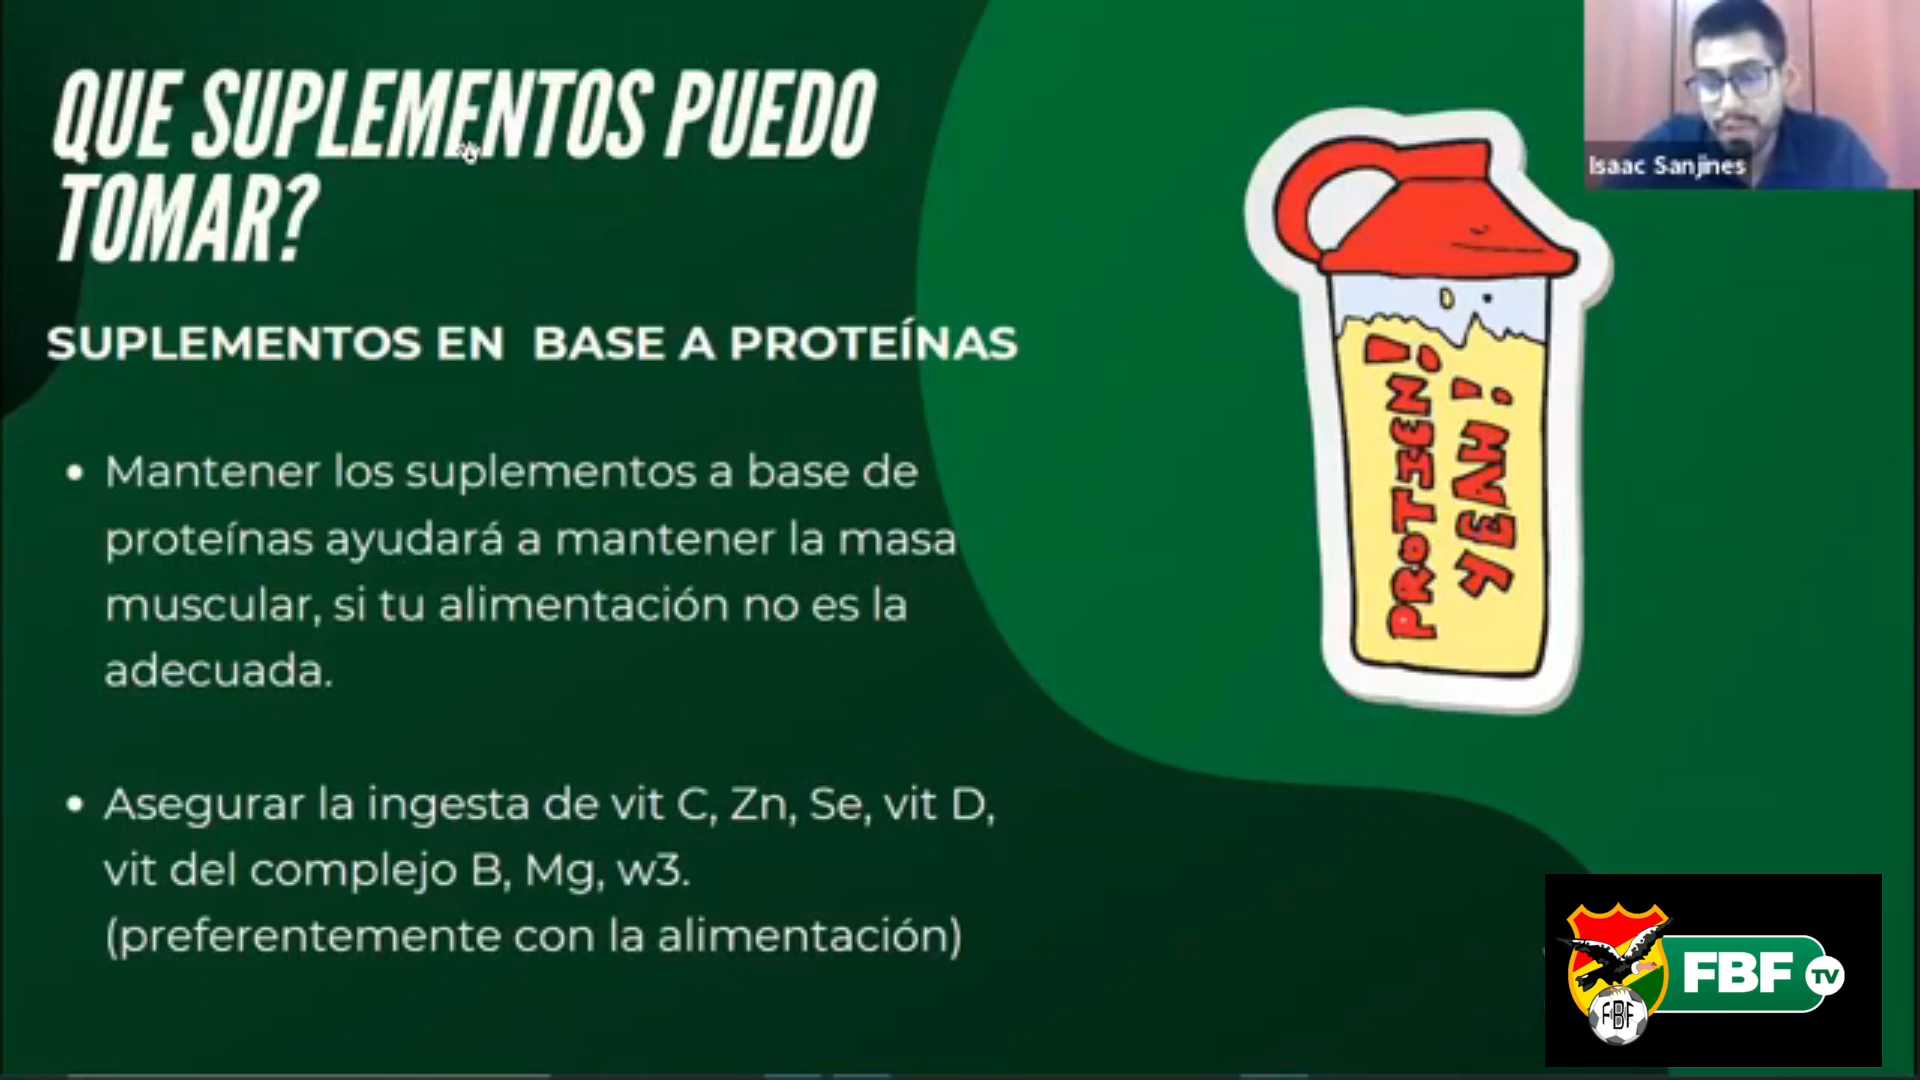 QUE SUPLEMENTOS PUEDO
TOMAR?
SUPLEMENTOS EN BASE A PROTEÍNAS
• Mantener los suplementos a base de
proteínas ayudará a mantener la masa
muscular, si tu alimentación no es la
adecuada.
• Asegurar la ingesta de vit C, Zn, Se, vit D,
vit del complejo B, Mg, w3.
(preferentemente con la alimentación)
PROTIEN!
YEAH!
Isaac Sanjines
FBF TV
FBF